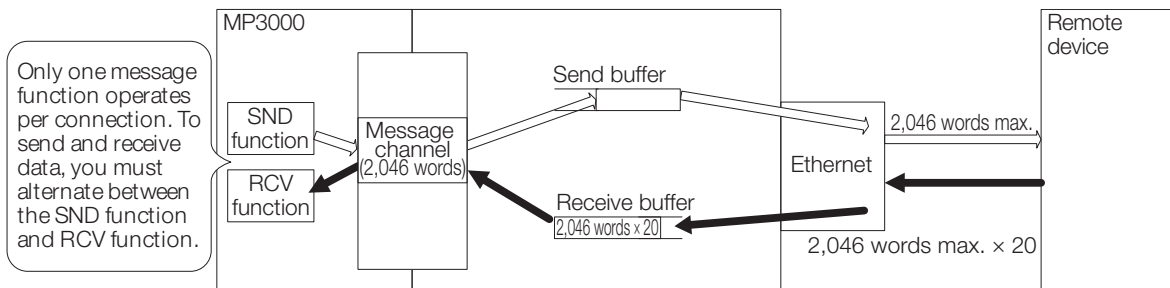 MP3000
Remote
device
Only one message
function operates
per connection. To
send and receive
data, you must
alternate between
the SND function
and RCV function.
SND
function
RCV
function
Message
channel
(2,046 words)
Send buffer
Receive buffer
2,046 words × 20
Ethernet
2,046 words max.
2,046 words max. × 20